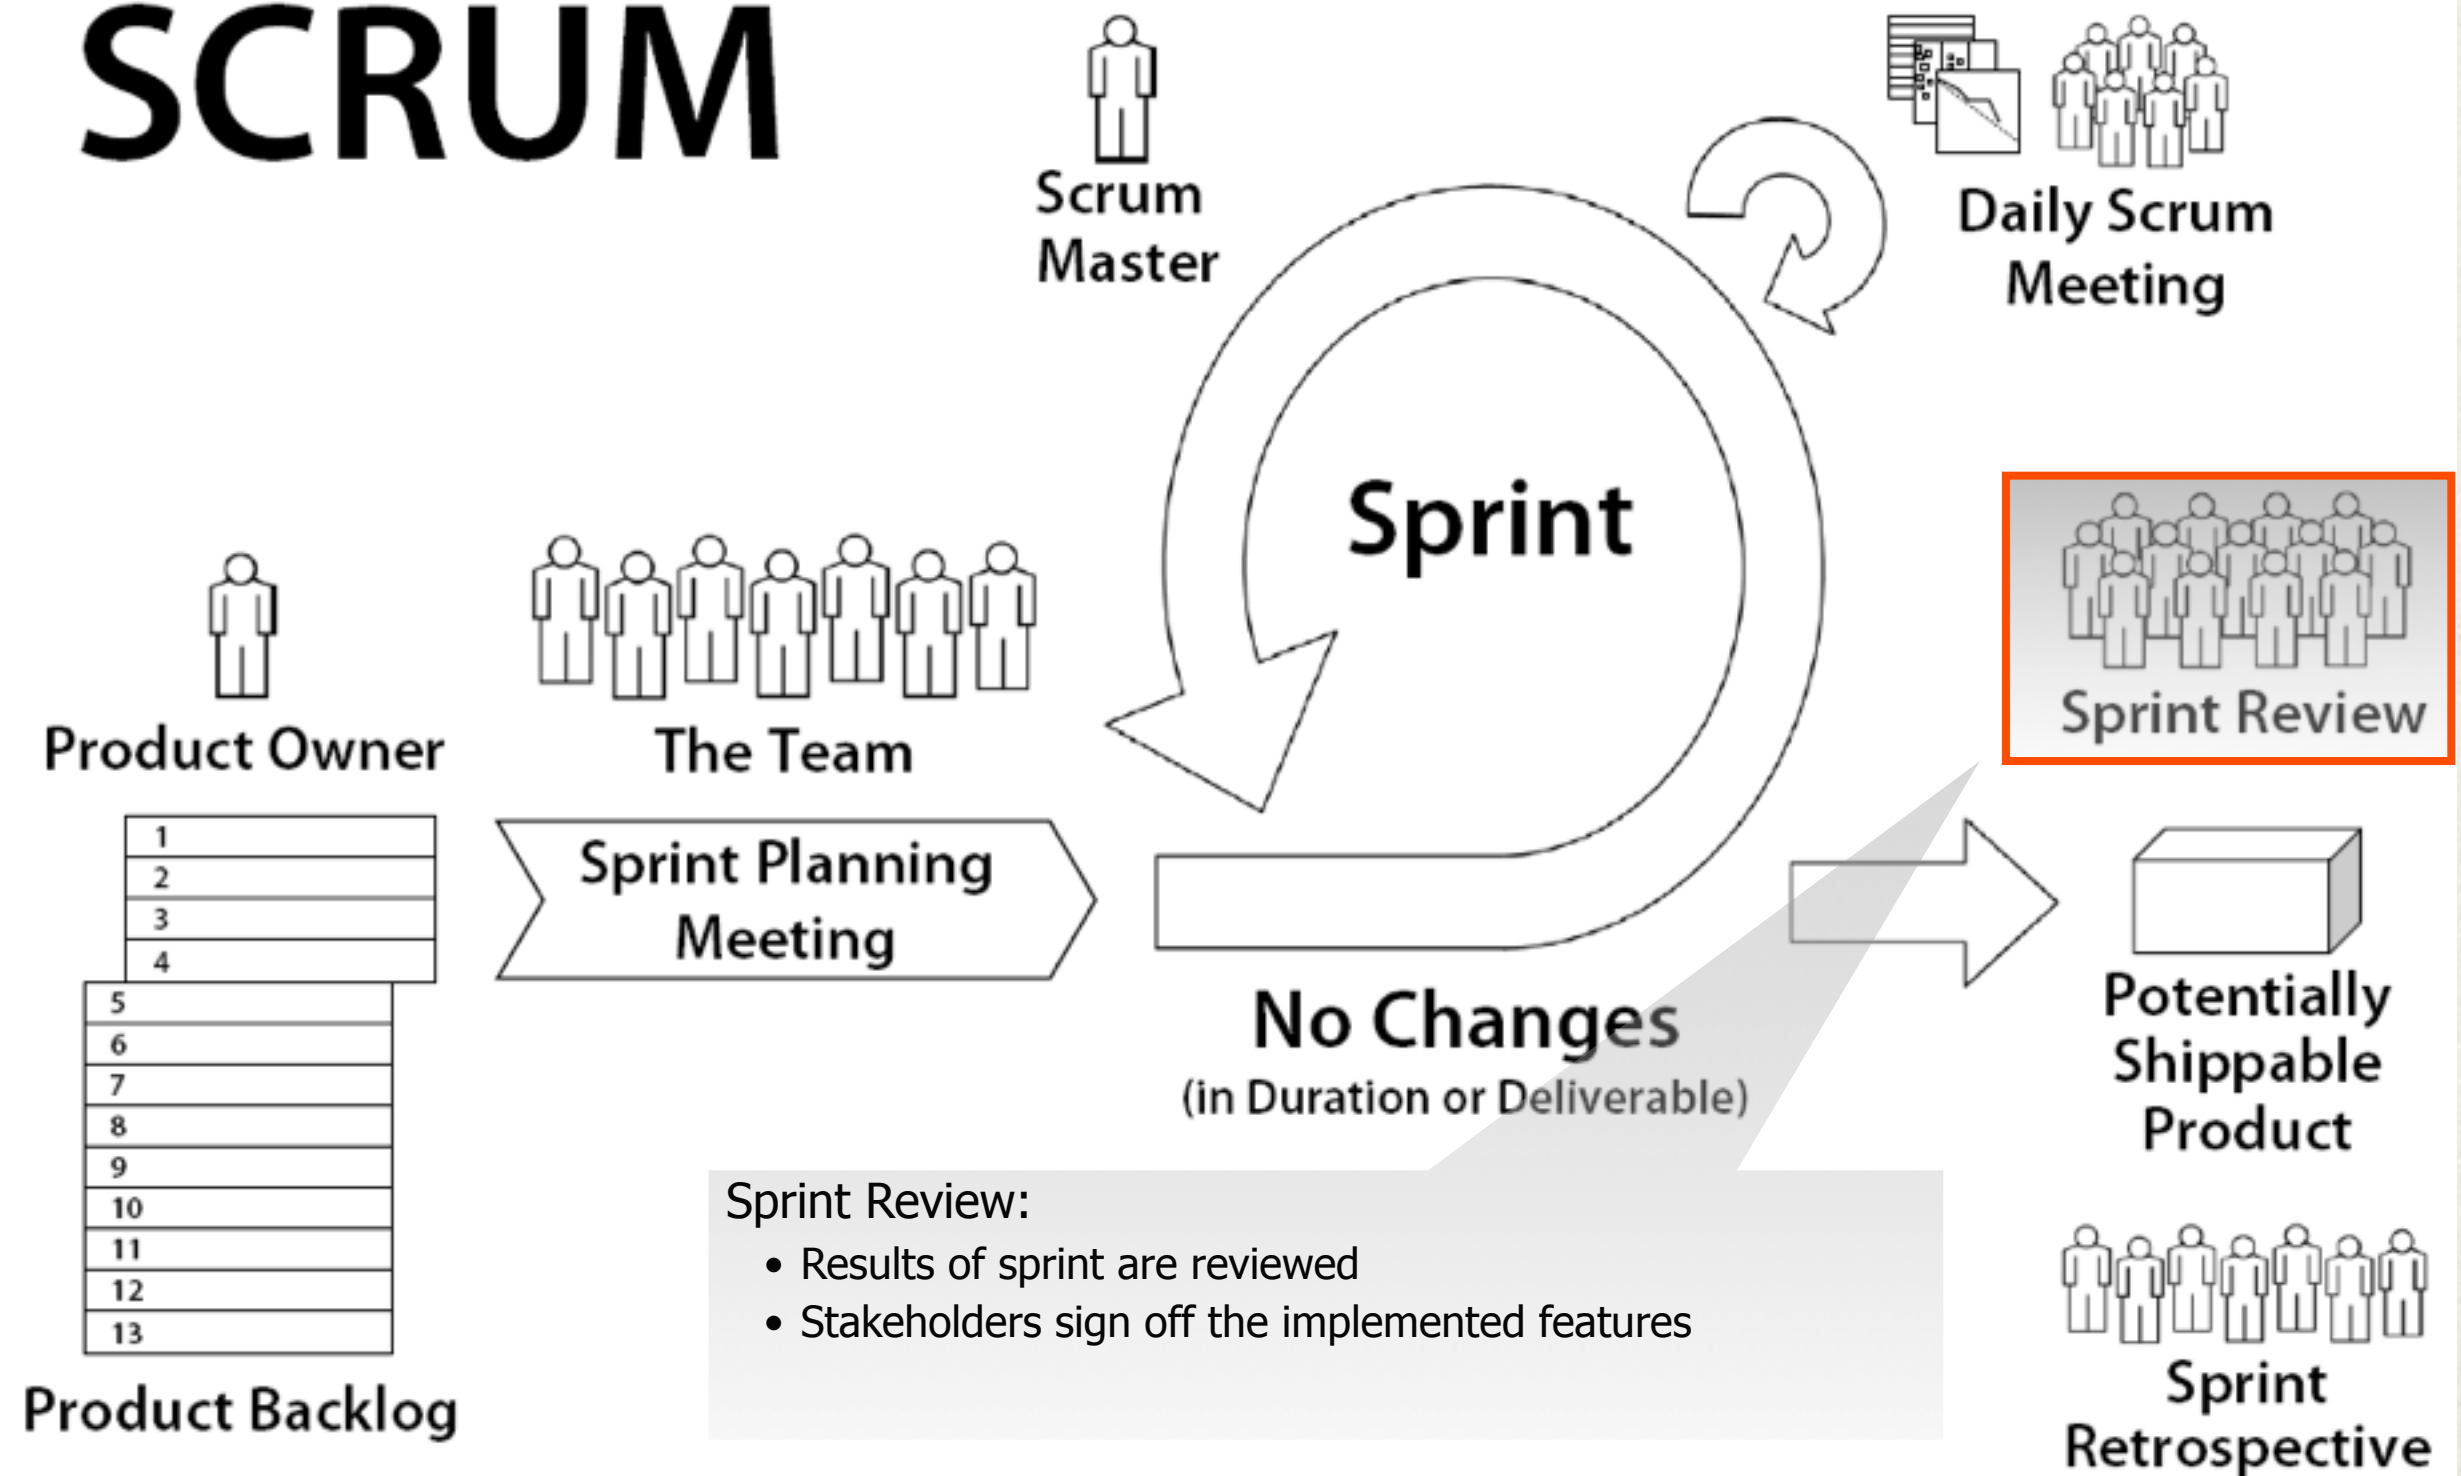 SCRUM
Scrum
Master
Daily Scrum
Meeting
Sprint
Sprint Review
Product Owner
The Team
1
2
3
4
5
6
7
8
9
10
11
12
13
Product Backlog
Sprint Planning
Meeting
No Changes
(in Duration or Deliverable)
Potentially
Shippable
Product
Sprint Review:
• Results of sprint are reviewed
• Stakeholders sign off the implemented features
Sprint
Retrospective